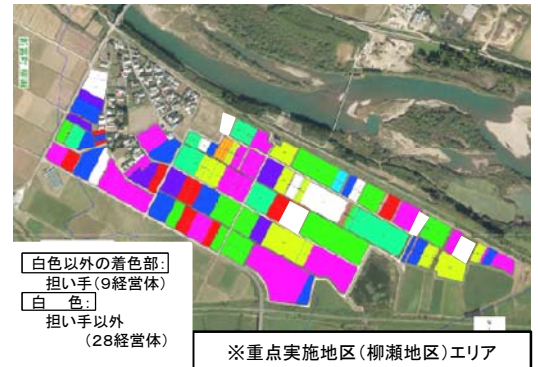 白色以外の着色部:
担い手(9経営体)
白　色:
担い手以外
(28経営体)
※重点実施地区(柳瀬地区)エリア